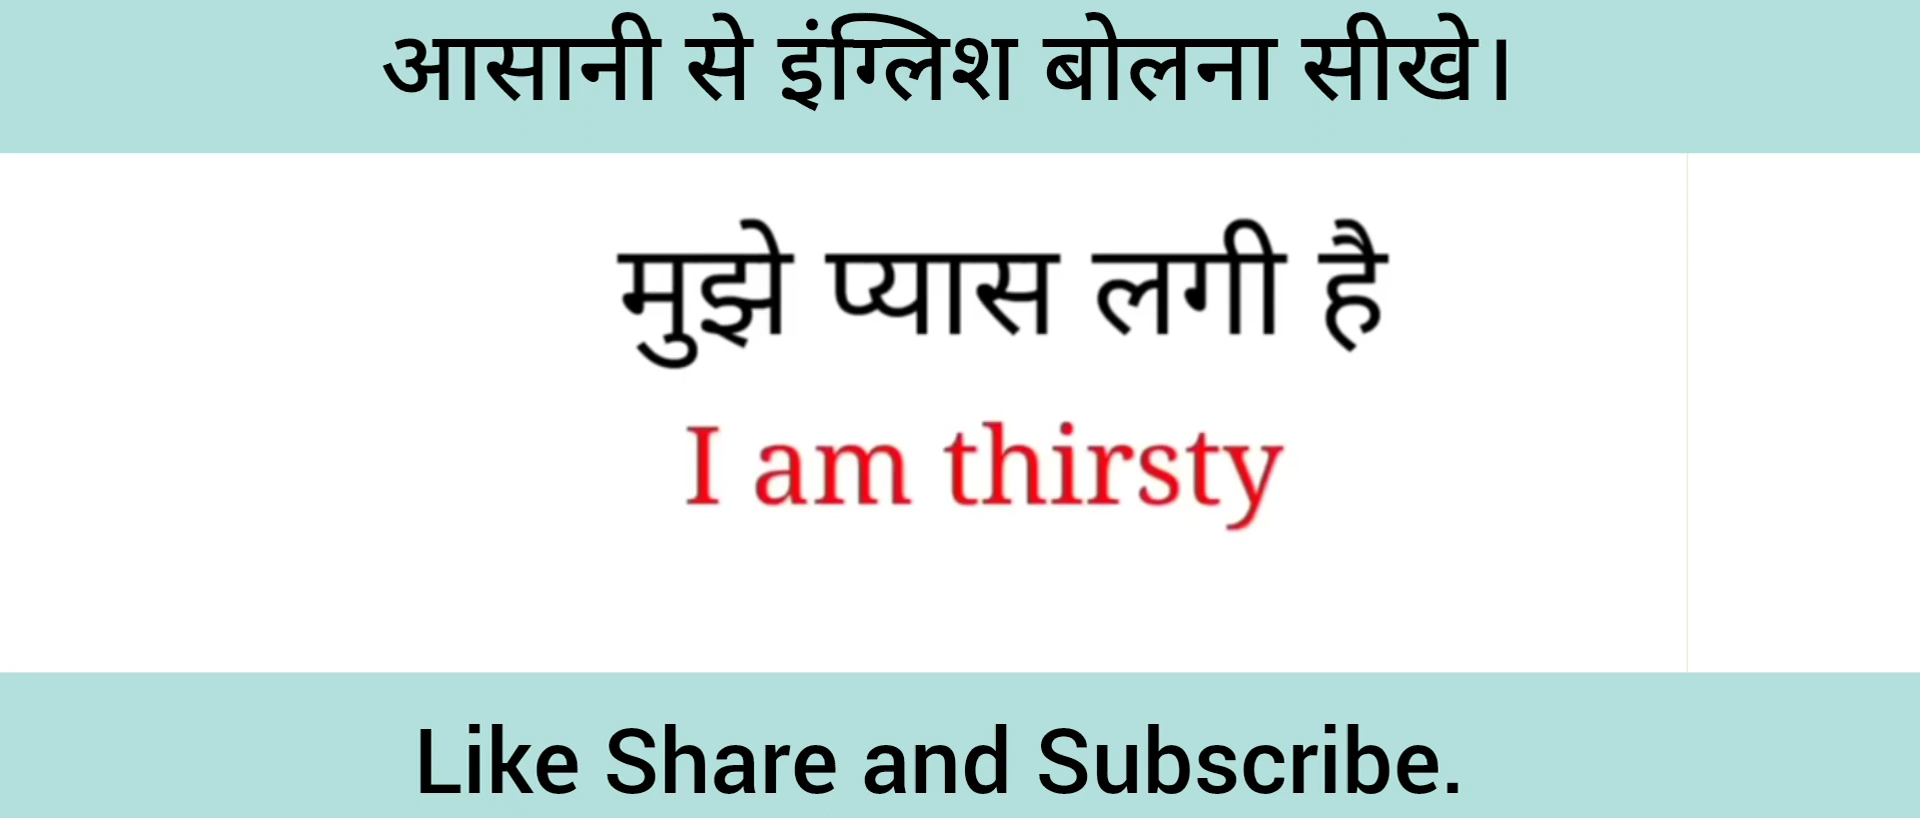 आसानी से इंग्लिश बोलना सीखे।
मुझे प्यास लगी है
I am thirsty
Like Share and Subscribe.